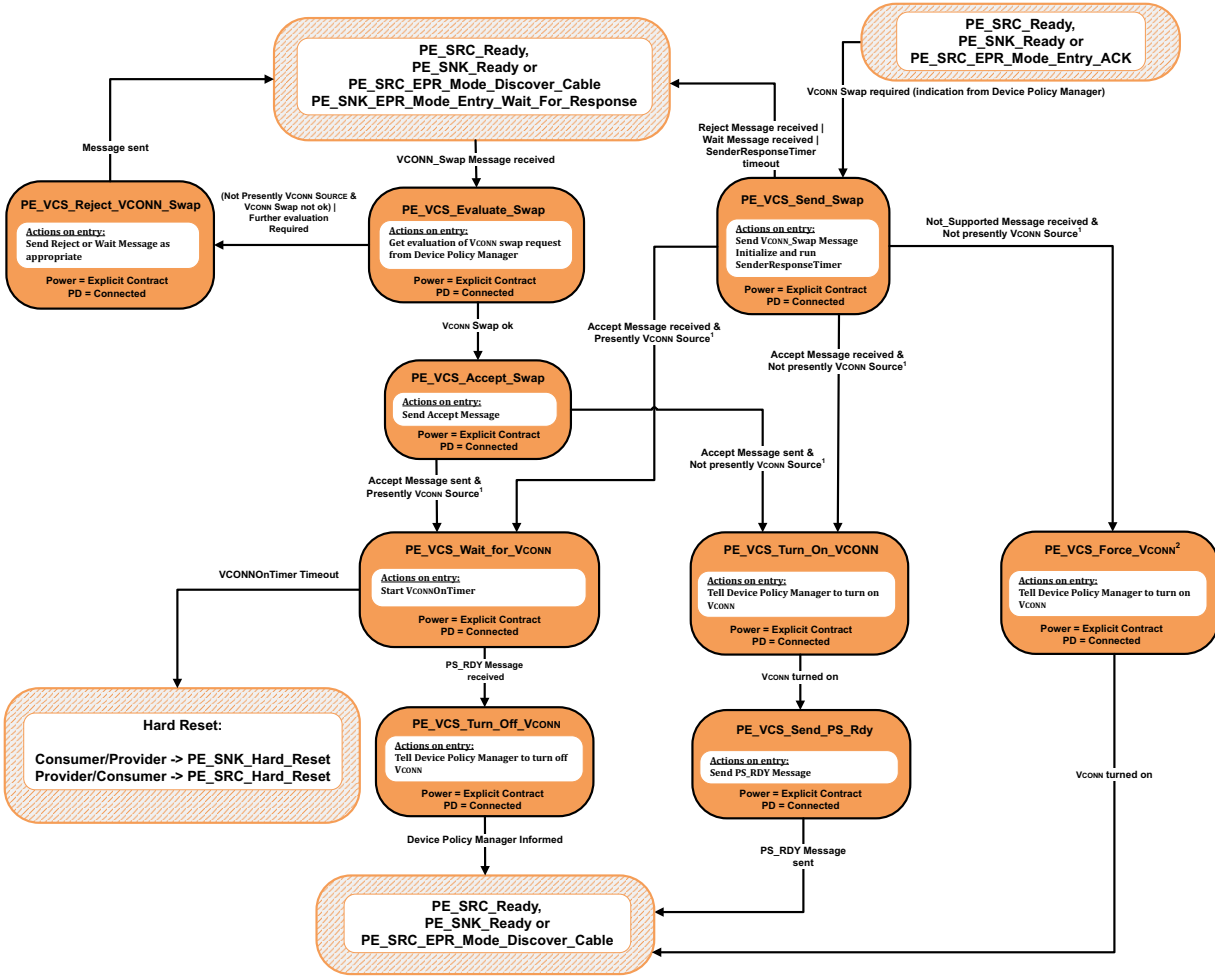 PE_SRC_Ready,
PE_SNK_Ready or
PE_SRC_EPR_Mode_Discover_Cable
PE_SNK_EPR_Mode_Entry_Wait_For_Response
PE_SRC_Ready,
PE_SNK_Ready or
PE_SRC_EPR_Mode_Entry_ACK
VCONN Swap required (indication from Device Policy Manager)
Message sent
VCONN_Swap Message received
Reject Message received |
Wait Message received |
SenderResponseTimer
timeout
PE_VCS_Reject_VCONN_Swap
Actions on entry:
Send Reject or Wait Message as
appropriate
Power = Explicit Contract
PD = Connected
(Not Presently VCONN SOURCE &
VCONN Swap not ok) |
Further evaluation
Required
PE_VCS_Evaluate_Swap
Actions on entry:
Get evaluation of VCONN swap request
from Device Policy Manager
Power = Explicit Contract
PD = Connected
PE_VCS_Send_Swap
Actions on entry:
Send VCONN_Swap Message
Initialize and run
SenderResponseTimer
Power = Explicit Contract
PD = Connected
Not_Supported Message received &
Not presently VCONN Source¹
VCONN Swap ok
Accept Message received &
Presently VCONN Source¹
Accept Message received &
Not presently VCONN Source¹
PE_VCS_Accept_Swap
Actions on entry:
Send Accept Message
Power = Explicit Contract
PD = Connected
Accept Message sent &
Presently VCONN Source¹
Accept Message sent &
Not presently VCONN Source¹
PE_VCS_Wait_for_VCONN
Actions on entry:
Start VCONNOnTimer
Power = Explicit Contract
PD = Connected
PE_VCS_Turn_On_VCONN
Actions on entry:
Tell Device Policy Manager to turn on
VCONN
Power = Explicit Contract
PD = Connected
PE_VCS_Force_VCONN²
Actions on entry:
Tell Device Policy Manager to turn on
VCONN
Power = Explicit Contract
PD = Connected
VCONNOnTimer Timeout
PS_RDY Message
received
VCONN turned on
Hard Reset:
Consumer/Provider -> PE_SNK_Hard_Reset
Provider/Consumer -> PE_SRC_Hard_Reset
PE_VCS_Turn_Off_VCONN
Actions on entry:
Tell Device Policy Manager to turn off
VCONN
Power = Explicit Contract
PD = Connected
PE_VCS_Send_PS_Rdy
Actions on entry:
Send PS_RDY Message
Power = Explicit Contract
PD = Connected
VCONN turned on
Device Policy Manager Informed
PS_RDY Message
sent
PE_SRC_Ready,
PE_SNK_Ready or
PE_SRC_EPR_Mode_Discover_Cable